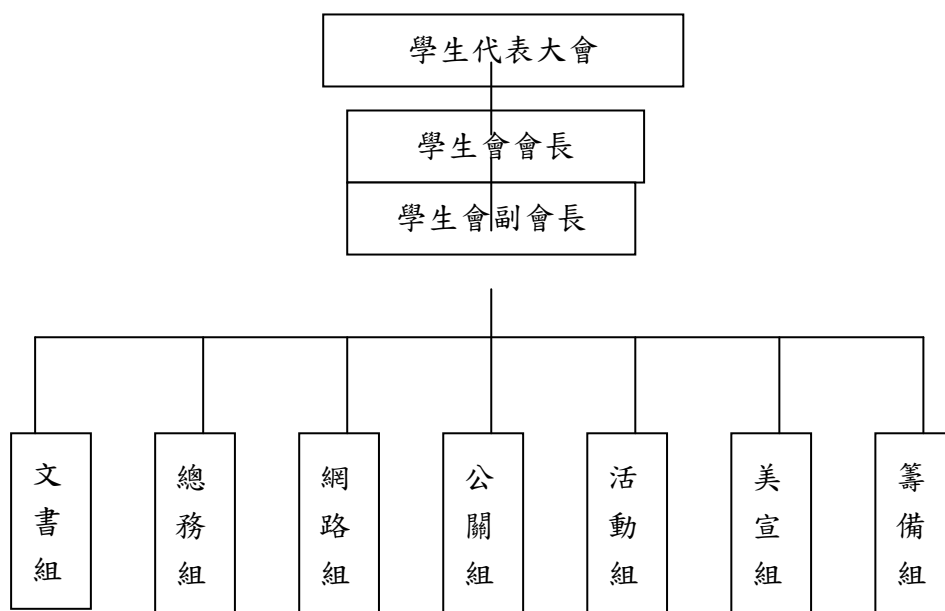 學生代表大會
學生會會長
學生會副會長
文書組
總務組
網路組
公關組
活動組
美宣組
籌備組